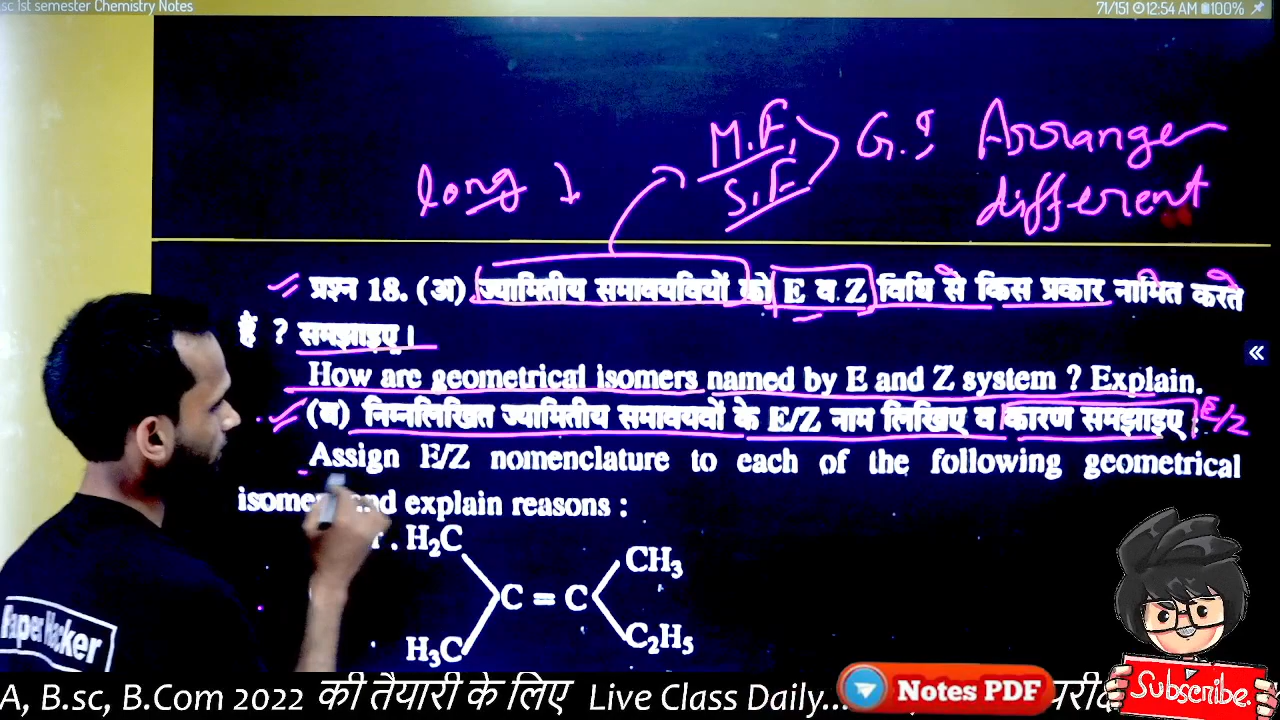 sc 1st semester Chemistry Notes
71/151 12:54 AM 100%
M.F.
S.F.
G.I Arrange
different
long
प्रश्न 18. (अ) ज्यामितीय समावयवियों को E व Z विधि से किस प्रकार नामित करते
हैं ? समझाइए।
How are geometrical isomers named by E and Z system ? Explain.
(ब) निम्नलिखित ज्यामितीय समावयवों के E/Z नाम लिखिए व कारण समझाइए : E/Z
Assign E/Z nomenclature to each of the following geometrical
and explain reasons :
H₂C
CH₃
C = C
H₃C
C₂H₅
Paper Hacker
A, B.sc, B.Com 2022 की तैयारी के लिए Live Class Daily...
Notes PDF
Subscribe